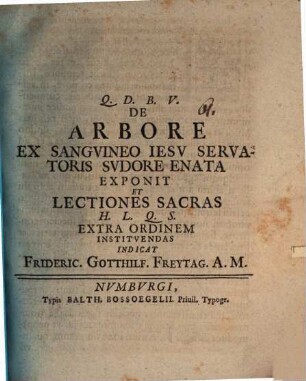 Q. D. B. V.
DE
ARBORE
EX SANGVINEO IESV SERVA-
TORIS SVDORE ENATA
EXPONIT
ET
LECTIONES SACRAS
H. L. Q. S.
EXTRA ORDINEM
INSTITVENDAS
INDICAT
FRIDERIC. GOTTHILF. FREYTAG. A. M.
NVMBVRGI,
Typis BALTH. BOSSOEGELII. Priuil. Typogr.